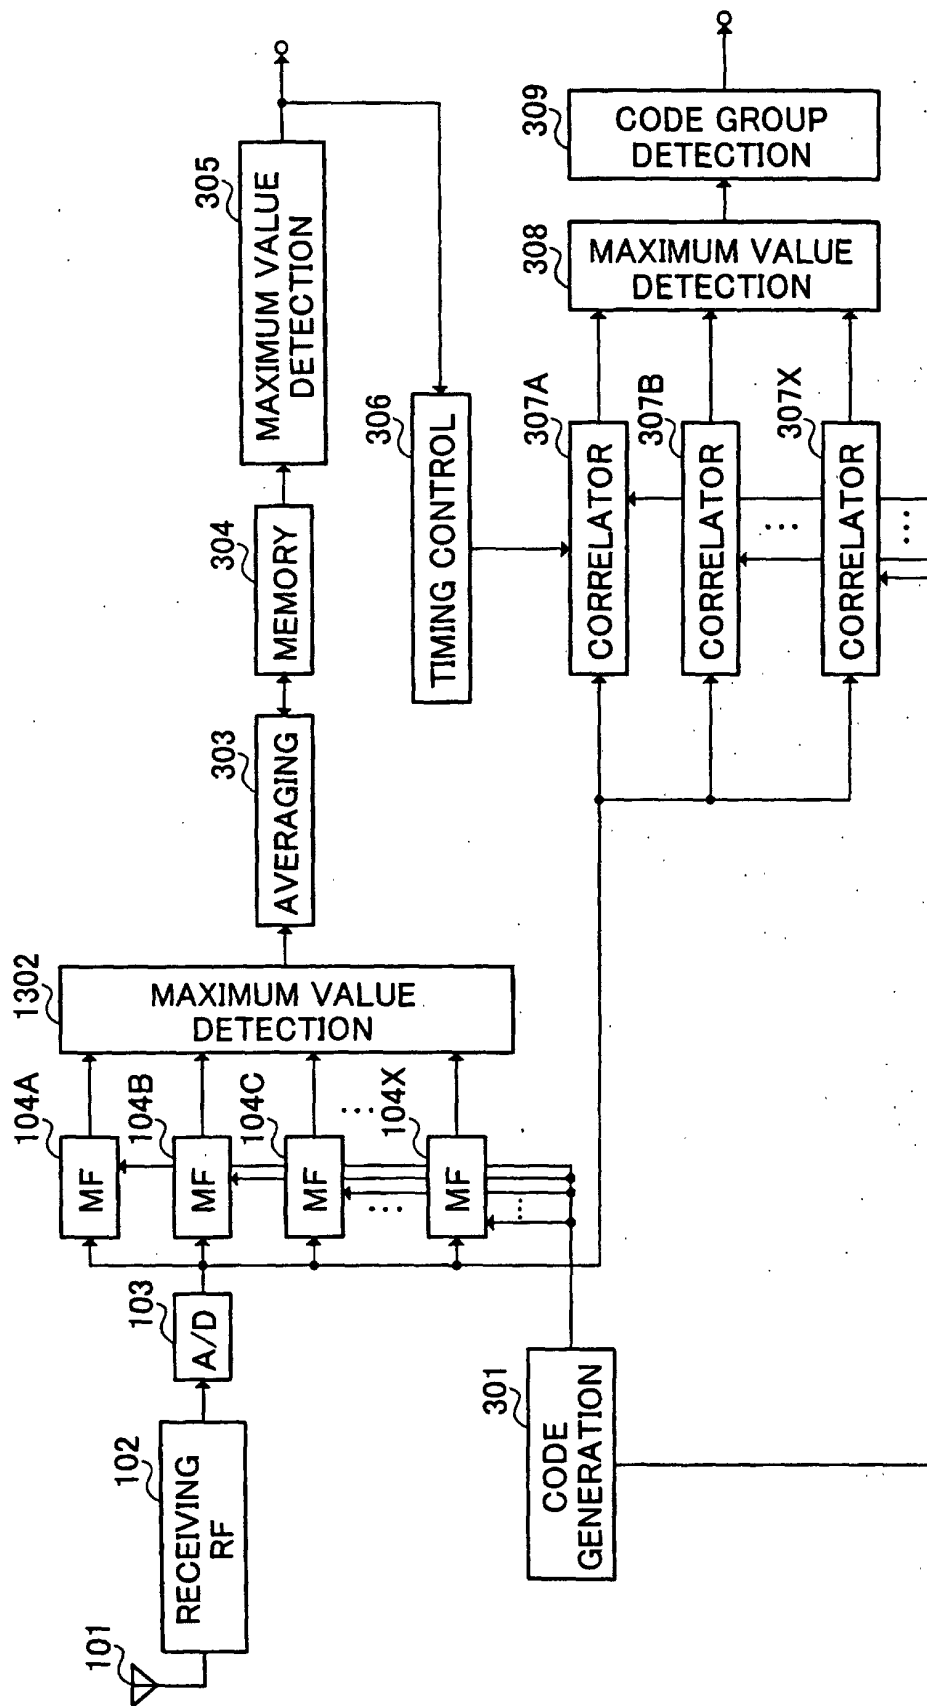 101
102
RECEIVING
RF
103
A/D
104A
MF
104B
MF
104C
MF
...
104X
MF
...
...
1302
MAXIMUM VALUE
DETECTION
303
AVERAGING
304
MEMORY
305
MAXIMUM VALUE
DETECTION
306
TIMING CONTROL
301
CODE
GENERATION
307A
CORRELATOR
307B
CORRELATOR
...
307X
CORRELATOR
...
308
MAXIMUM VALUE
DETECTION
309
CODE GROUP
DETECTION